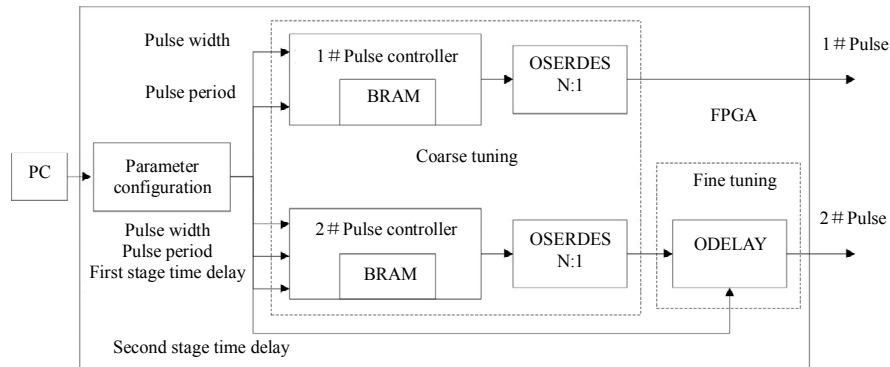 Pulse width
Pulse period
1＃Pulse controller
BRAM
OSERDES
N:1
1＃Pulse
FPGA
Coarse tuning
PC
Parameter
configuration
Fine tuning
Pulse width
Pulse period
First stage time delay
2＃Pulse controller
BRAM
OSERDES
N:1
ODELAY
2＃Pulse
Second stage time delay